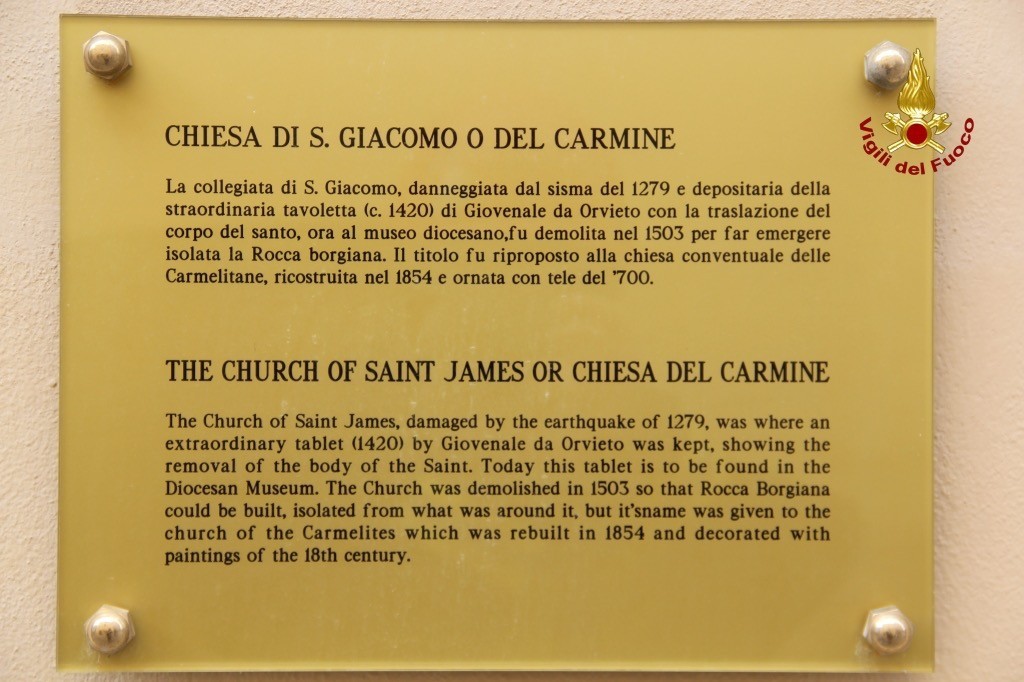 CHIESA DI S. GIACOMO O DEL CARMINE
La collegiata di S. Giacomo, danneggiata dal sisma del 1279 e depositaria della
straordinaria tavoletta (c. 1420) di Giovenale da Orvieto con la traslazione del
corpo del santo, ora al museo diocesano,fu demolita nel 1503 per far emergere
isolata la Rocca borgiana. Il titolo fu riproposto alla chiesa conventuale delle
Carmelitane, ricostruita nel 1854 e ornata con tele del '700.
THE CHURCH OF SAINT JAMES OR CHIESA DEL CARMINE
The Church of Saint James, damaged by the earthquake of 1279, was where an
extraordinary tablet (1420) by Giovenale da Orvieto was kept, showing the
removal of the body of the Saint. Today this tablet is to be found in the
Diocesan Museum. The Church was demolished in 1503 so that Rocca Borgiana
could be built, isolated from what was around it, but it'sname was given to the
church of the Carmelites which was rebuilt in 1854 and decorated with
paintings of the 18th century.
Vigili del Fuoco